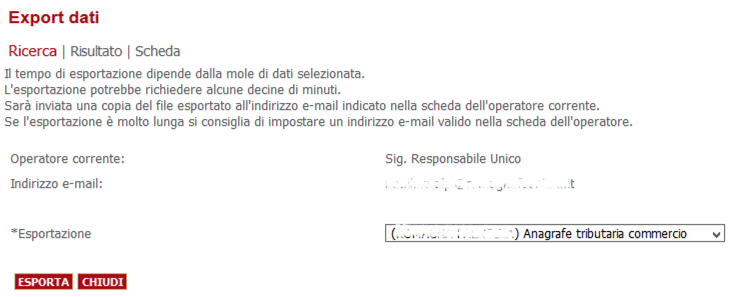 Export dati
Ricerca | Risultato | Scheda
Il tempo di esportazione dipende dalla mole di dati selezionata.
L'esportazione potrebbe richiedere alcune decine di minuti.
Sarà inviata una copia del file esportato all'indirizzo e-mail indicato nella scheda dell'operatore corrente.
Se l'esportazione è molto lunga si consiglia di impostare un indirizzo e-mail valido nella scheda dell'operatore.
Operatore corrente: Sig. Responsabile Unico
Indirizzo e-mail:
*Esportazione ( ) Anagrafe tributaria commercio
ESPORTA CHIUDI